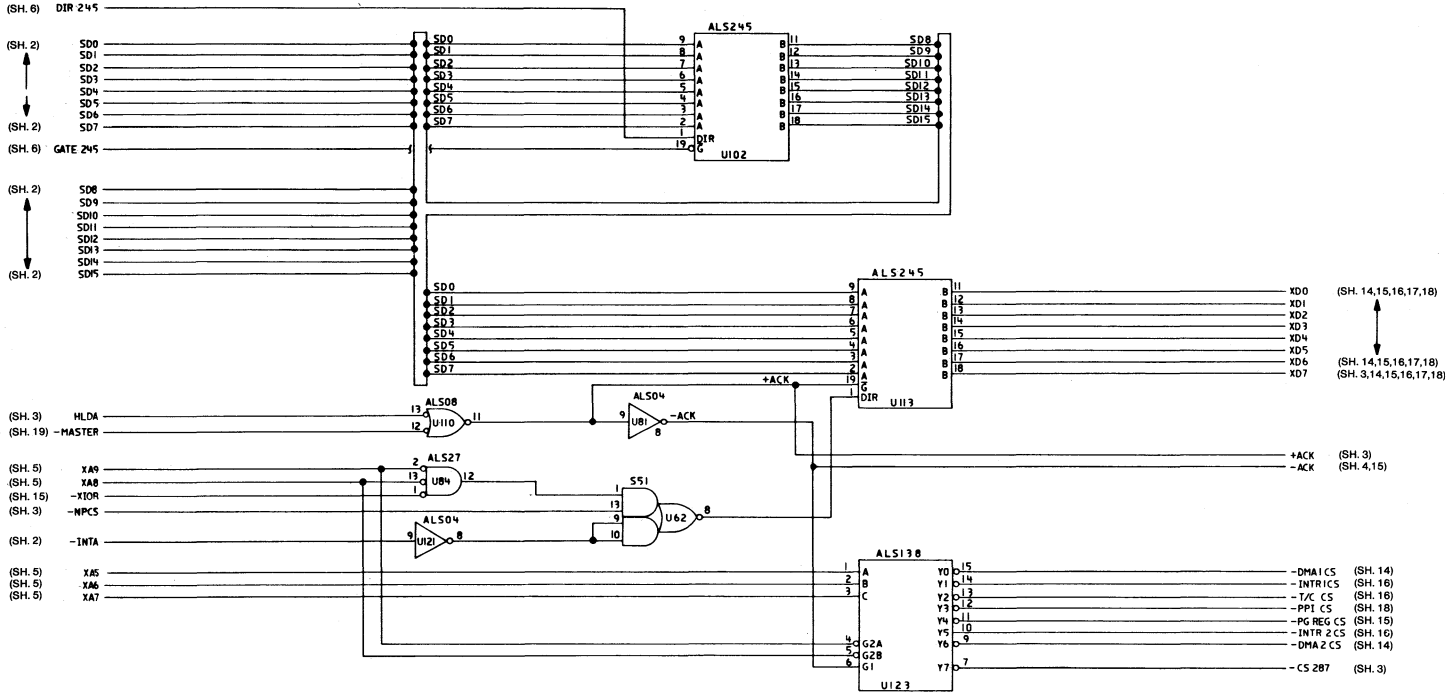 (SH. 6) DIR 245
ALS245
(SH. 2) SD0
SD1
SD2
SD3
SD4
SD5
SD6
(SH. 2) SD7
(SH. 6) GATE 245
SD0
SD1
SD2
SD3
SD4
SD5
SD6
SD7
9 A
8 A
7 A
6 A
5 A
4 A
3 A
2 A
1 DIR
19 G
B 11
B 12
B 13
B 14
B 15
B 16
B 17
B 18
U102
SD8
SD9
SD10
SD11
SD12
SD13
SD14
SD15
(SH. 2) SD8
SD9
SD10
SD11
SD12
SD13
SD14
(SH. 2) SD15
ALS245
SD0
SD1
SD2
SD3
SD4
SD5
SD6
SD7
+ACK
9 A
8 A
7 A
6 A
5 A
4 A
3 A
2 A
19 G
1 DIR
B 11
B 12
B 13
B 14
B 15
B 16
B 17
B 18
U113
XD0 (SH. 14,15,16,17,18)
XD1
XD2
XD3
XD4
XD5
XD6 (SH. 14,15,16,17,18)
XD7 (SH. 3,14,15,16,17,18)
(SH. 3) HLDA
(SH. 19) -MASTER
ALS08
13
12
U110
11
ALS04
9 U81 8
-ACK
+ACK (SH. 3)
-ACK (SH. 4,15)
(SH. 5) XA9
(SH. 5) XA8
(SH. 15) -XIOR
(SH. 3) -NPCS
(SH. 2) -INTA
ALS27
2
13
1
U84
12
ALS04
9 U121 8
S51
1
13
9
10
U62
8
(SH. 5) XA5
(SH. 5) XA6
(SH. 5) XA7
ALS138
1 A
2 B
3 C
4 G2A
5 G2B
6 G1
Y0 15
Y1 14
Y2 13
Y3 12
Y4 11
Y5 10
Y6 9
Y7 7
U123
-DMA1CS (SH. 14)
-INTR1CS (SH. 16)
-T/C CS (SH. 16)
-PPI CS (SH. 18)
-PG REG CS (SH. 15)
-INTR 2 CS (SH. 16)
-DMA 2 CS (SH. 14)
-CS 287 (SH. 3)